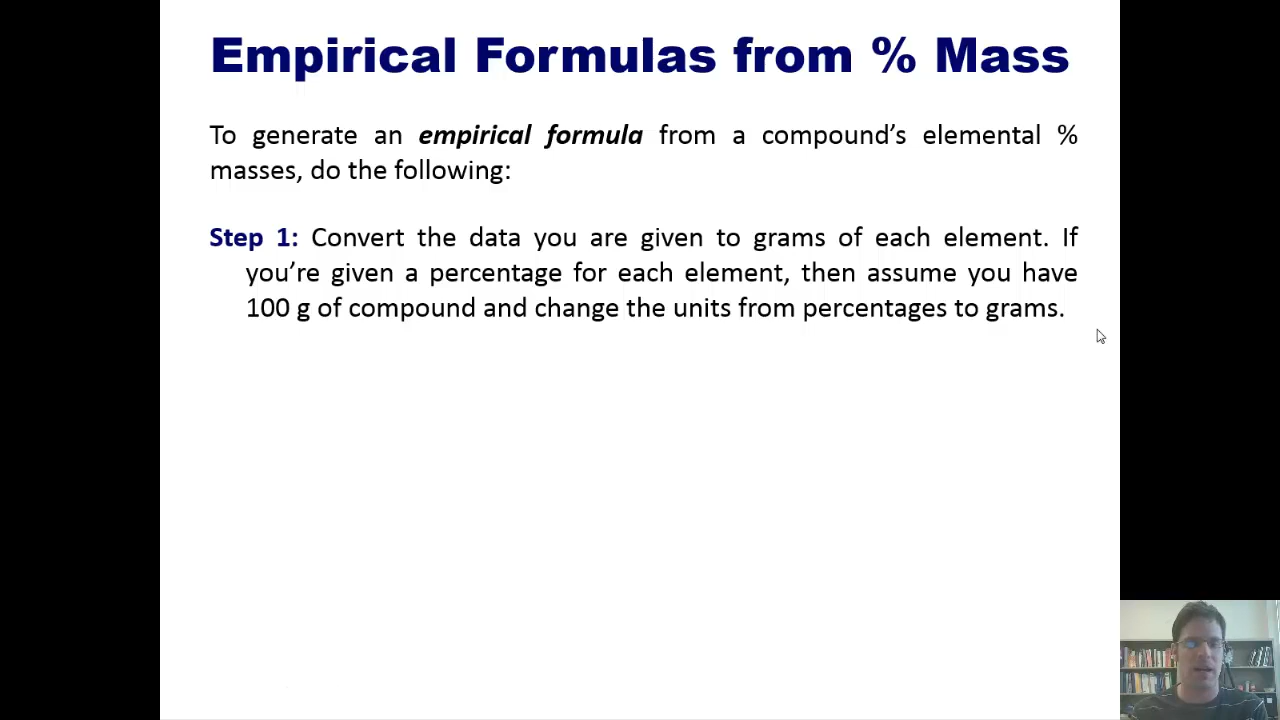 Empirical Formulas from % Mass
To generate an empirical formula from a compound’s elemental %
masses, do the following:
Step 1: Convert the data you are given to grams of each element. If
you’re given a percentage for each element, then assume you have
100 g of compound and change the units from percentages to grams.